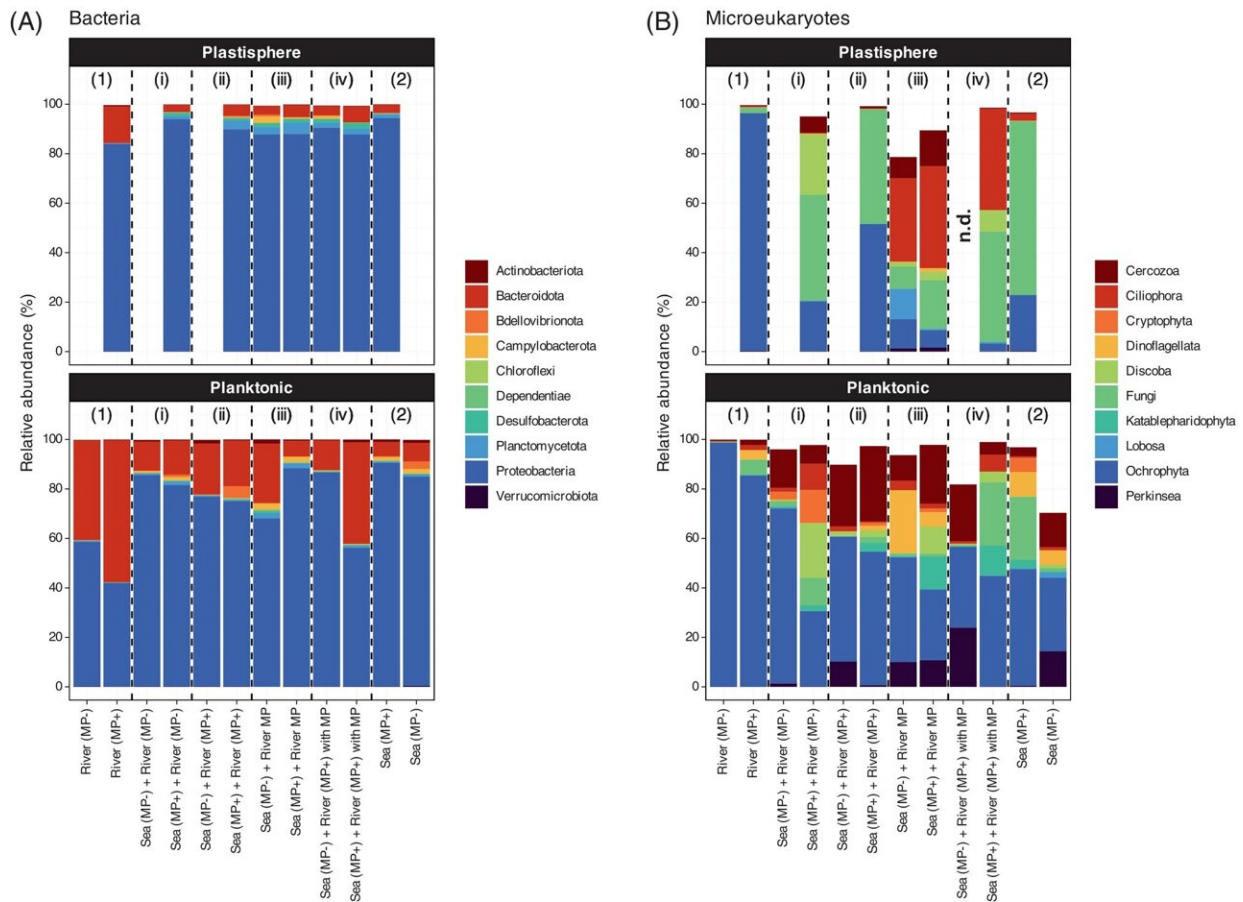 (A) Bacteria
Plastisphere
(1) (i) (ii) (iii) (iv) (2)
100
80
60
40
20
0
Planktonic
(1) (i) (ii) (iii) (iv) (2)
100
80
60
40
20
0
Relative abundance (%)
River (MP-)
River (MP+)
Sea (MP-) + River (MP-)
Sea (MP+) + River (MP-)
Sea (MP-) + River (MP+)
Sea (MP+) + River (MP+)
Sea (MP-) + River MP
Sea (MP+) + River MP
Sea (MP-) + River (MP+) with MP
Sea (MP+) + River (MP+) with MP
Sea (MP+)
Sea (MP-)
Actinobacteriota
Bacteroidota
Bdellovibrionota
Campylobacterota
Chloroflexi
Dependentiae
Desulfobacterota
Planctomycetota
Proteobacteria
Verrucomicrobiota
(B) Microeukaryotes
Plastisphere
(1) (i) (ii) (iii) (iv) (2)
100
80
60
40
20
0
n.d.
Planktonic
(1) (i) (ii) (iii) (iv) (2)
100
80
60
40
20
0
Relative abundance (%)
River (MP-)
River (MP+)
Sea (MP-) + River (MP-)
Sea (MP+) + River (MP-)
Sea (MP-) + River (MP+)
Sea (MP+) + River (MP+)
Sea (MP-) + River MP
Sea (MP+) + River MP
Sea (MP-) + River (MP+) with MP
Sea (MP+) + River (MP+) with MP
Sea (MP+)
Sea (MP-)
Cercozoa
Ciliophora
Cryptophyta
Dinoflagellata
Discoba
Fungi
Katablepharidophyta
Lobosa
Ochrophyta
Perkinsea